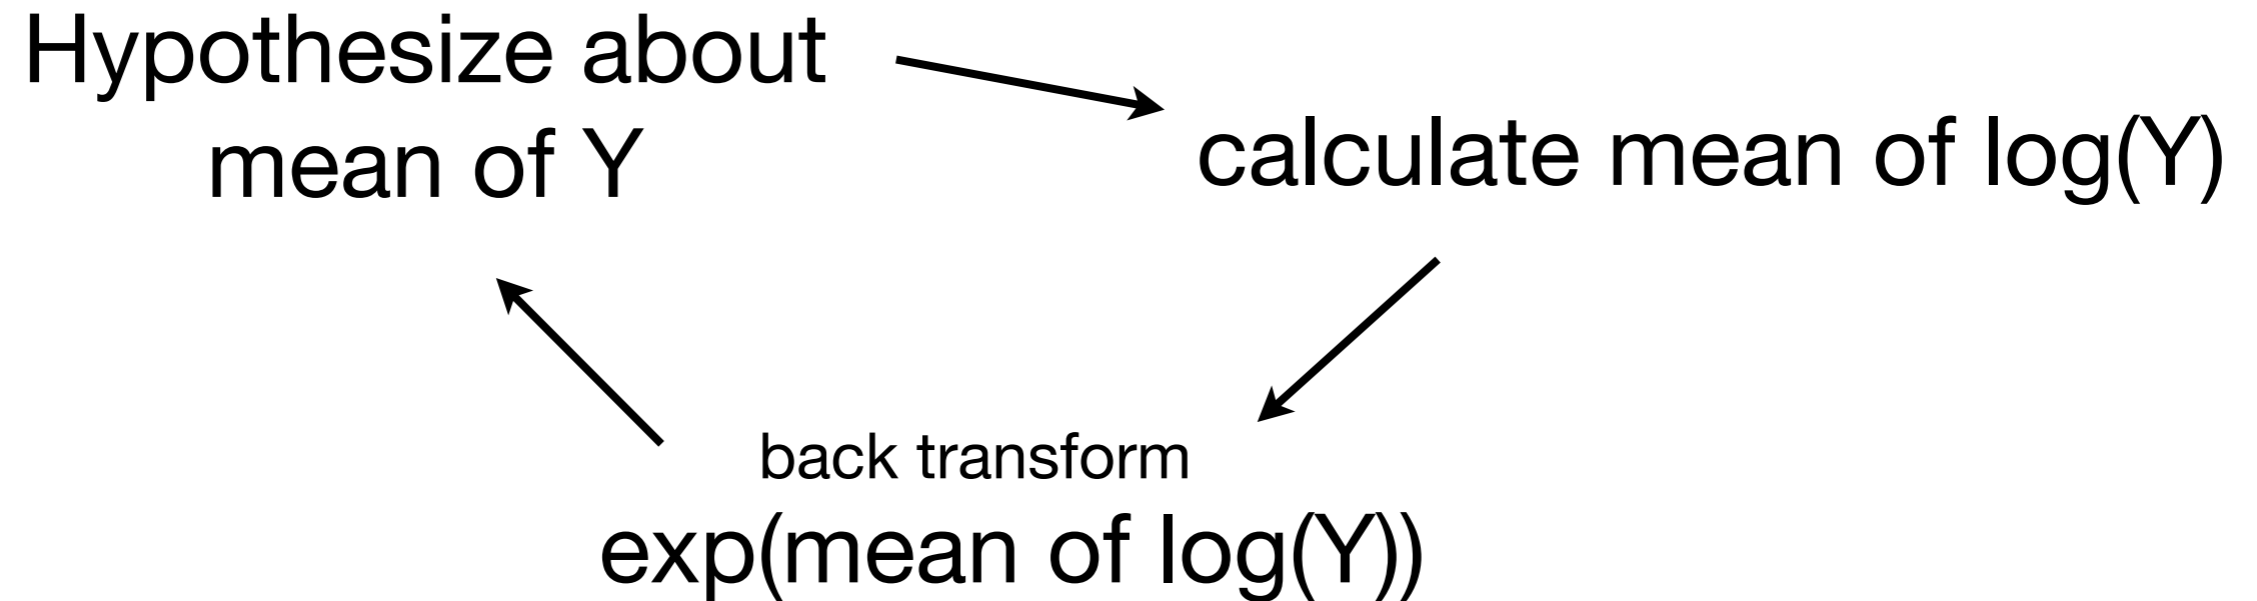 Hypothesize about
mean of Y
calculate mean of log(Y)
back transform
exp(mean of log(Y))